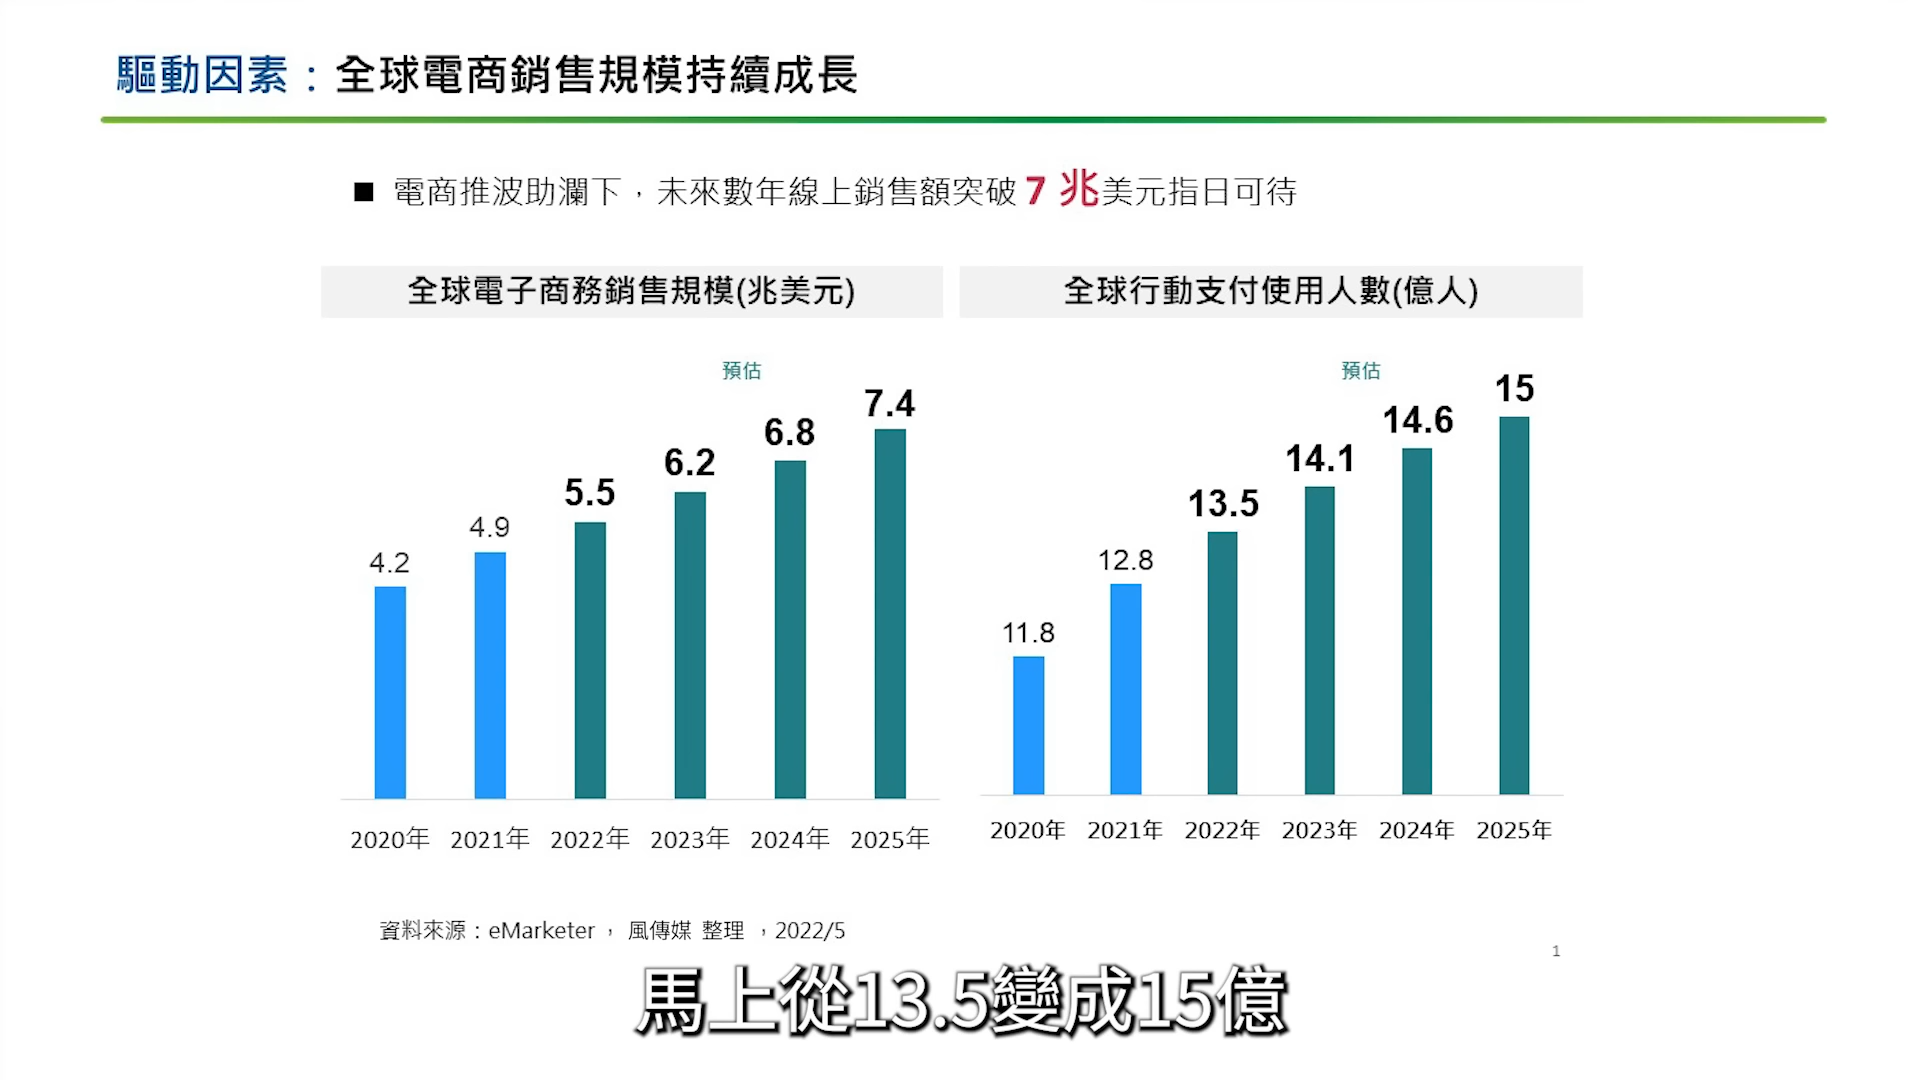 驅動因素：全球電商銷售規模持續成長
■ 電商推波助瀾下，未來數年線上銷售額突破 7 兆美元指日可待
全球電子商務銷售規模(兆美元)
預估
4.2
4.9
5.5
6.2
6.8
7.4
2020年 2021年 2022年 2023年 2024年 2025年
全球行動支付使用人數(億人)
預估
11.8
12.8
13.5
14.1
14.6
15
2020年 2021年 2022年 2023年 2024年 2025年
資料來源：eMarketer ， 風傳媒 整理 ，2022/5
1
馬上從13.5變成15億